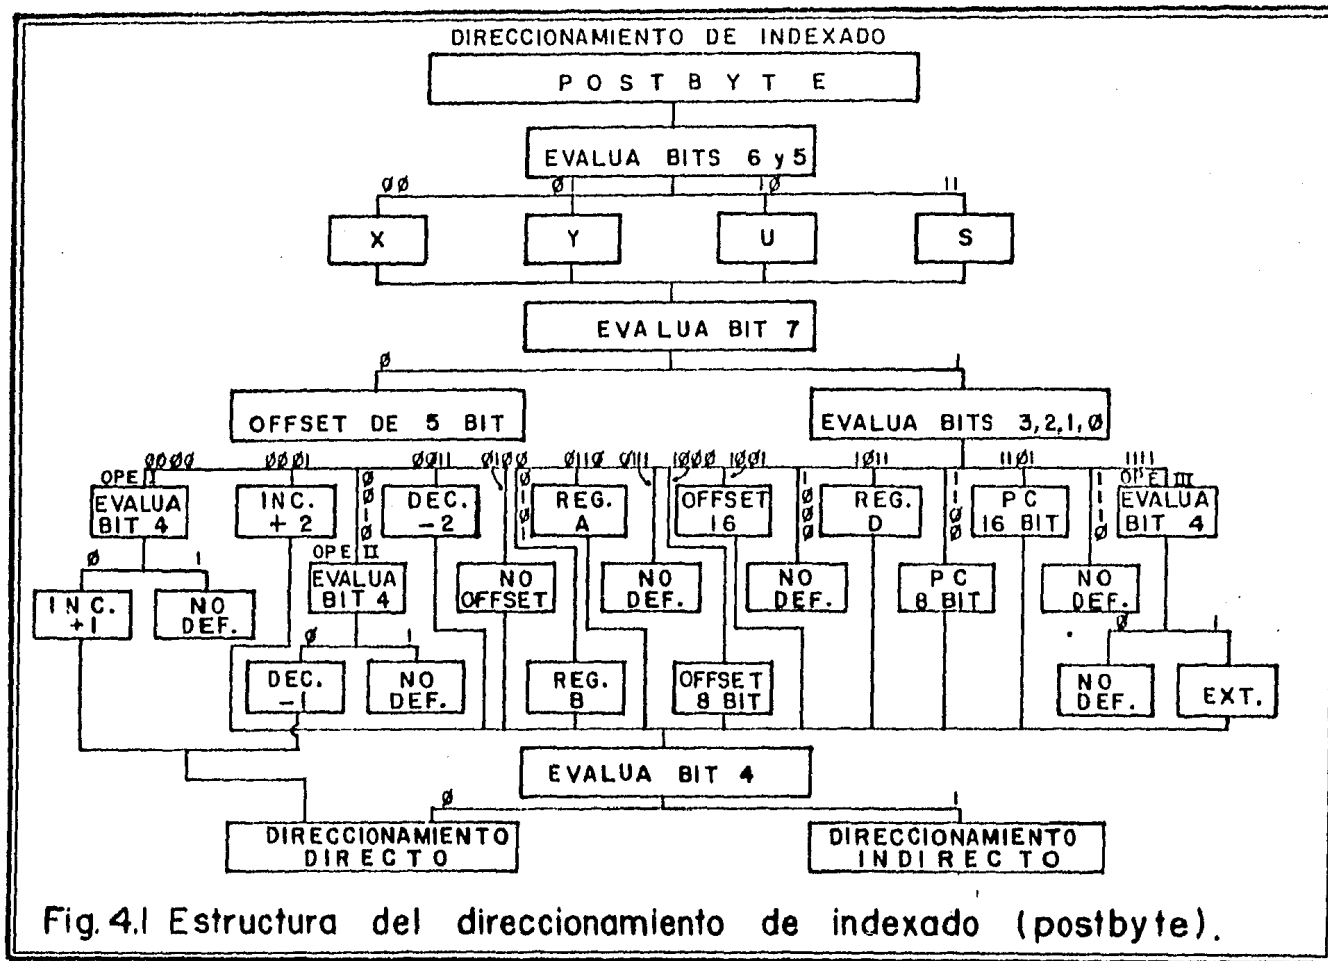 DIRECCIONAMIENTO DE INDEXADO
POSTBYTE
EVALUA BITS 6 y 5
ØØ Ø1 1Ø 11
X Y U S
EVALUA BIT 7
Ø 1
OFFSET DE 5 BIT
EVALUA BITS 3,2,1,Ø
ØØØØ ØØØ1 ØØ11 Ø1ØØ Ø11Ø Ø111 1ØØØ 1ØØ1 1Ø11 11Ø1 1111
OPE I
EVALUA BIT 4
INC. +2
ØØ1Ø
DEC. -2
Ø1Ø1
REG. A
OFFSET 16
1ØØØ
REG. D
11ØØ
PC 16 BIT
111Ø
OPE III
EVALUA BIT 4
Ø 1
INC. +1
NO DEF.
OPE II
EVALUA BIT 4
NO OFFSET
NO DEF.
NO DEF.
PC 8 BIT
NO DEF.
Ø 1
Ø 1
DEC. -1
NO DEF.
REG. B
OFFSET 8 BIT
NO DEF.
EXT.
EVALUA BIT 4
Ø 1
DIRECCIONAMIENTO DIRECTO
DIRECCIONAMIENTO INDIRECTO
Fig. 4.1 Estructura del direccionamiento de indexado (postbyte).